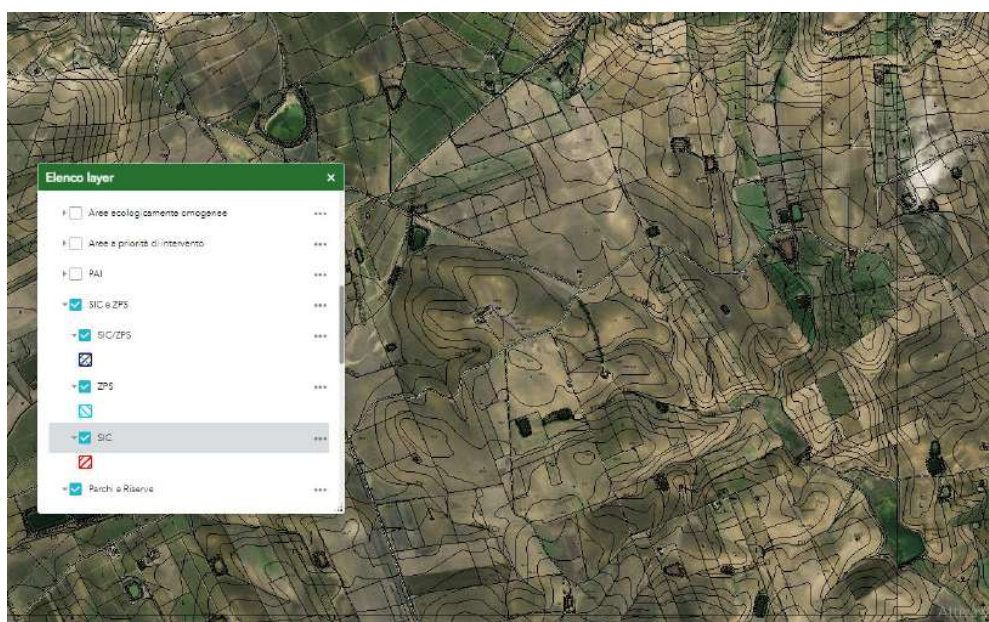 Elenco layer
Aree ecologicamente omogenee
Aree a priorità di intervento
PAI
SIC e ZPS
SIC/ZPS
ZPS
SIC
Parchi e Riserve